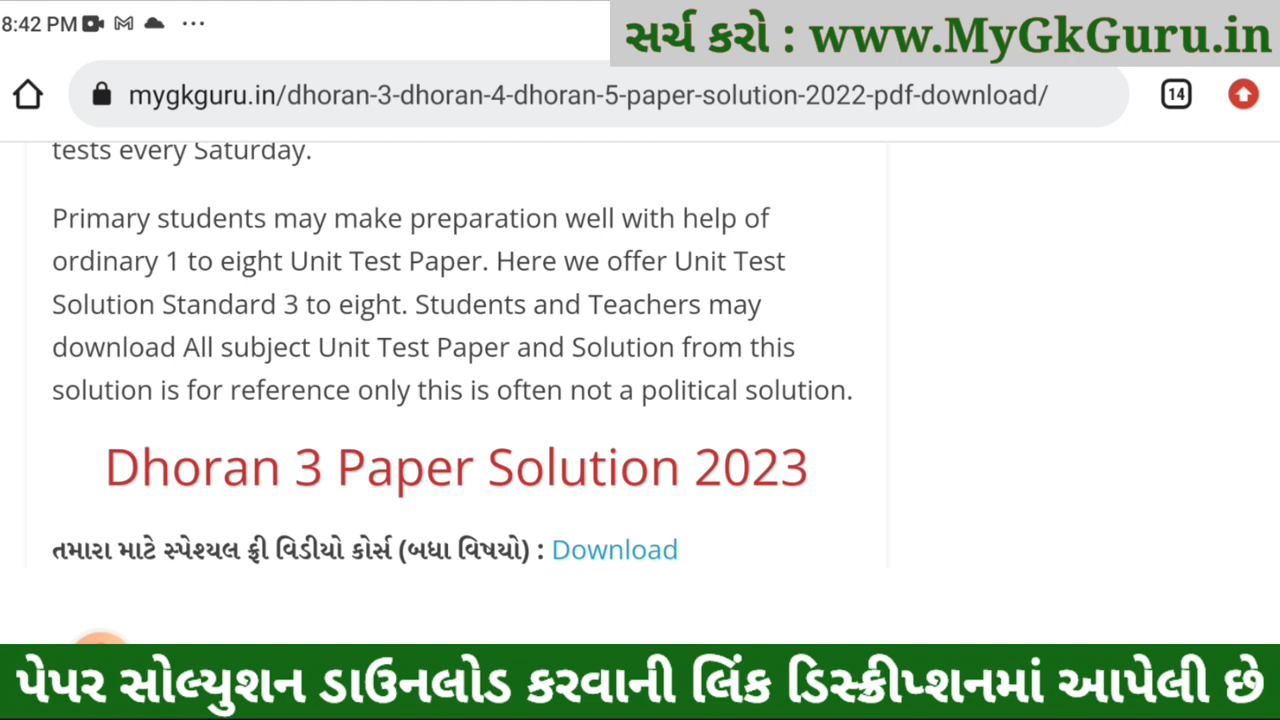 8:42 PM
સર્ચ કરો : www.MyGkGuru.in
mygkguru.in/dhoran-3-dhoran-4-dhoran-5-paper-solution-2022-pdf-download/
14
tests every Saturday.
Primary students may make preparation well with help of
ordinary 1 to eight Unit Test Paper. Here we offer Unit Test
Solution Standard 3 to eight. Students and Teachers may
download All subject Unit Test Paper and Solution from this
solution is for reference only this is often not a political solution.
Dhoran 3 Paper Solution 2023
તમારા માટે સ્પેશ્યલ ફ્રી વિડીયો કોર્સ (બધા વિષયો) : Download
પેપર સોલ્યુશન ડાઉનલોડ કરવાની લિંક ડિસ્ક્રીપ્શનમાં આપેલી છે